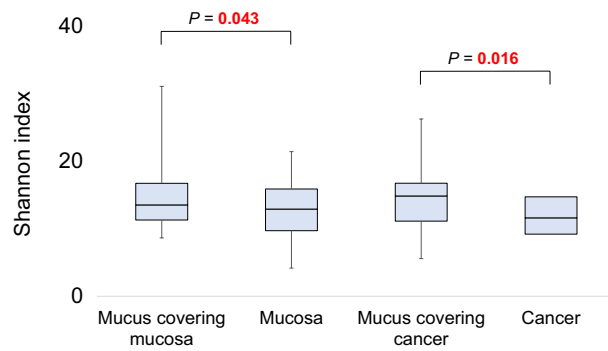 40
P = 0.043
P = 0.016
Shannon index
20
0
Mucus covering
mucosa
Mucosa
Mucus covering
cancer
Cancer